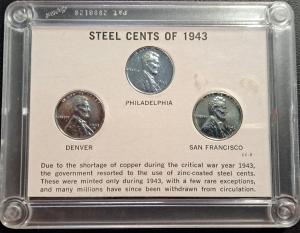 Pat 2980128
STEEL CENTS OF 1943
PHILADELPHIA
DENVER
SAN FRANCISCO
Due to the shortage of copper during the critical war year 1943,
the government resorted to the use of zinc-coated steel cents.
These were minted only during 1943, with a few rare exceptions,
and many millions have since been withdrawn from circulation.